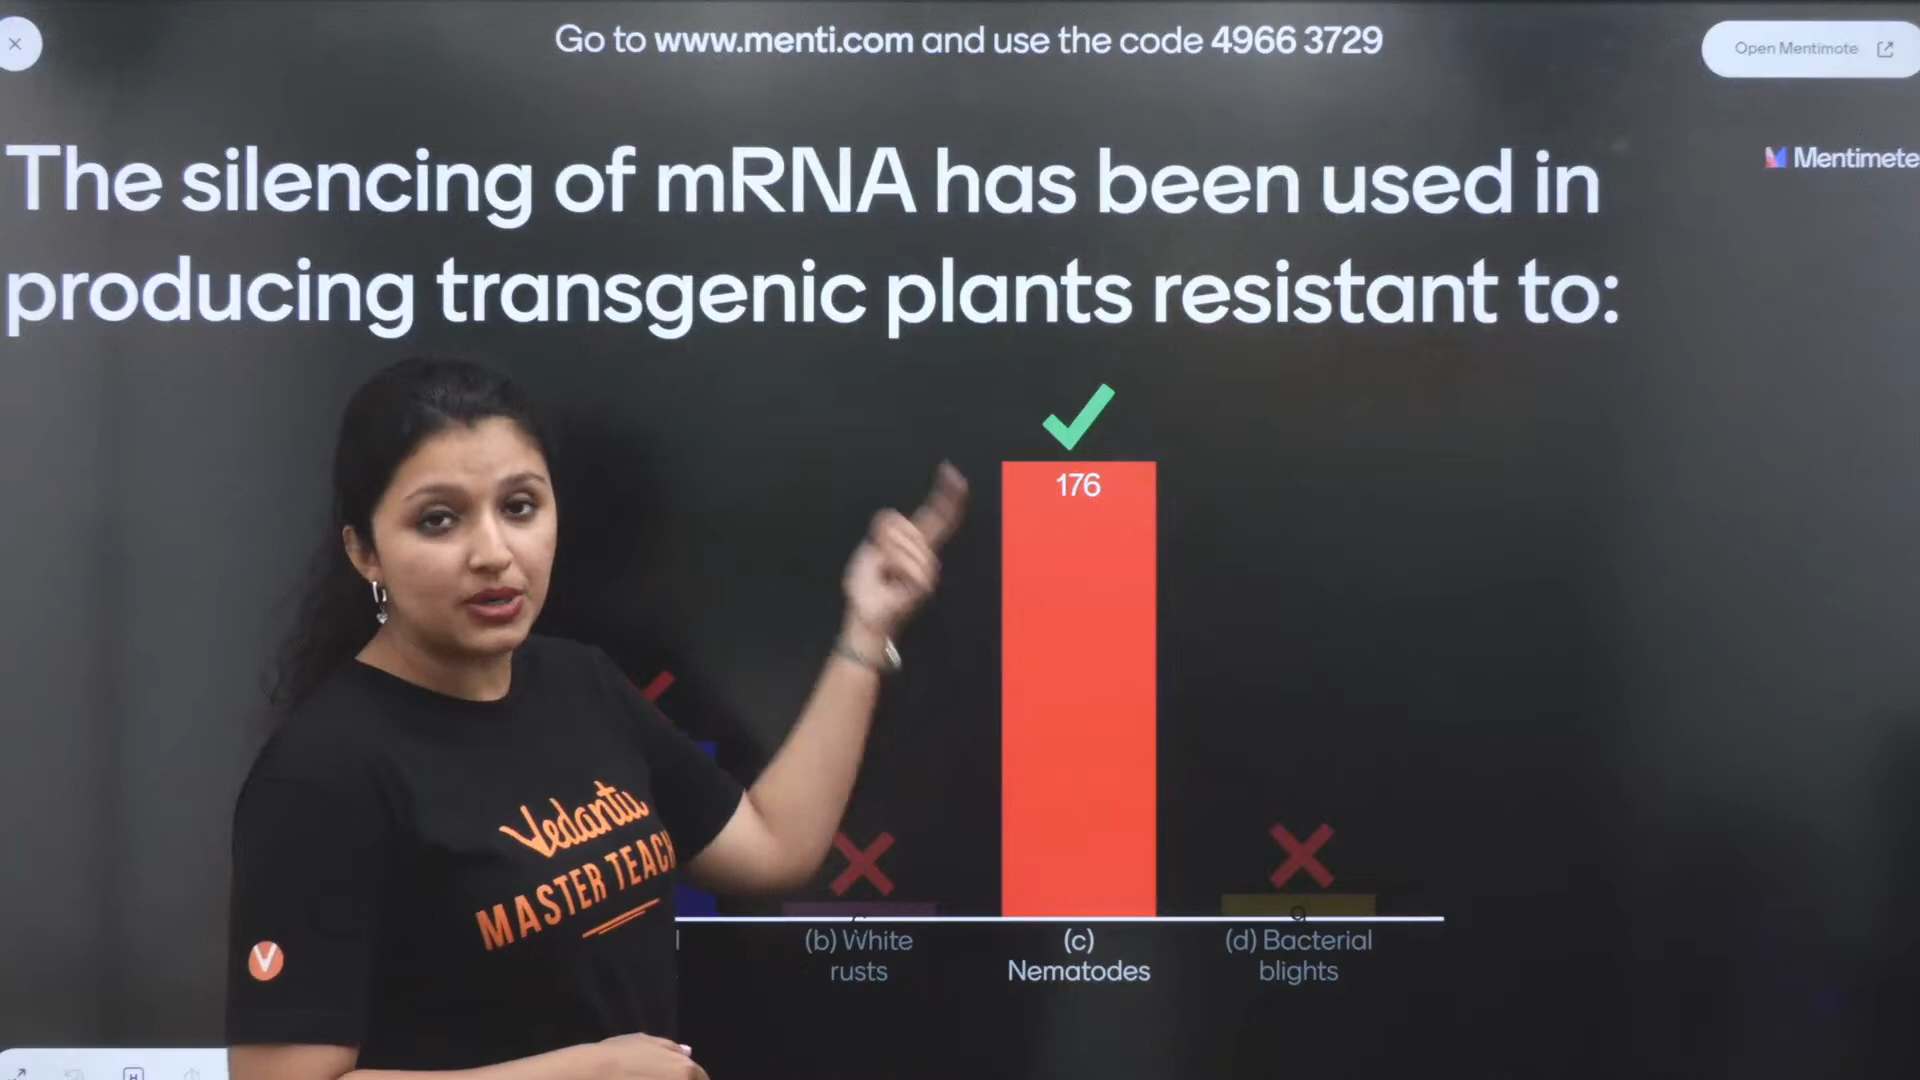 Go to www.menti.com and use the code 4966 3729
Open Mentimote
The silencing of mRNA has been used in
producing transgenic plants resistant to:
Mentimete
176
9
(b) White
rusts
(c)
Nematodes
(d) Bacterial
blights
Vedantu
MASTER TEACH
V
H